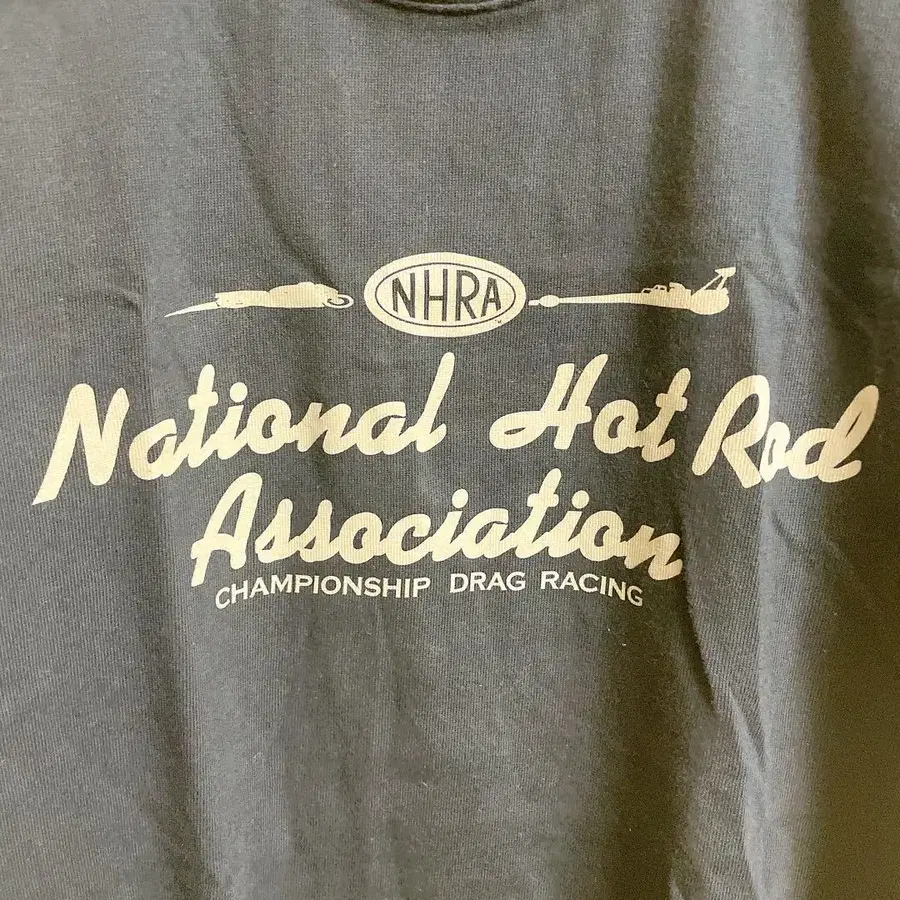 NHRA
National Hot Rod
Association
CHAMPIONSHIP DRAG RACING